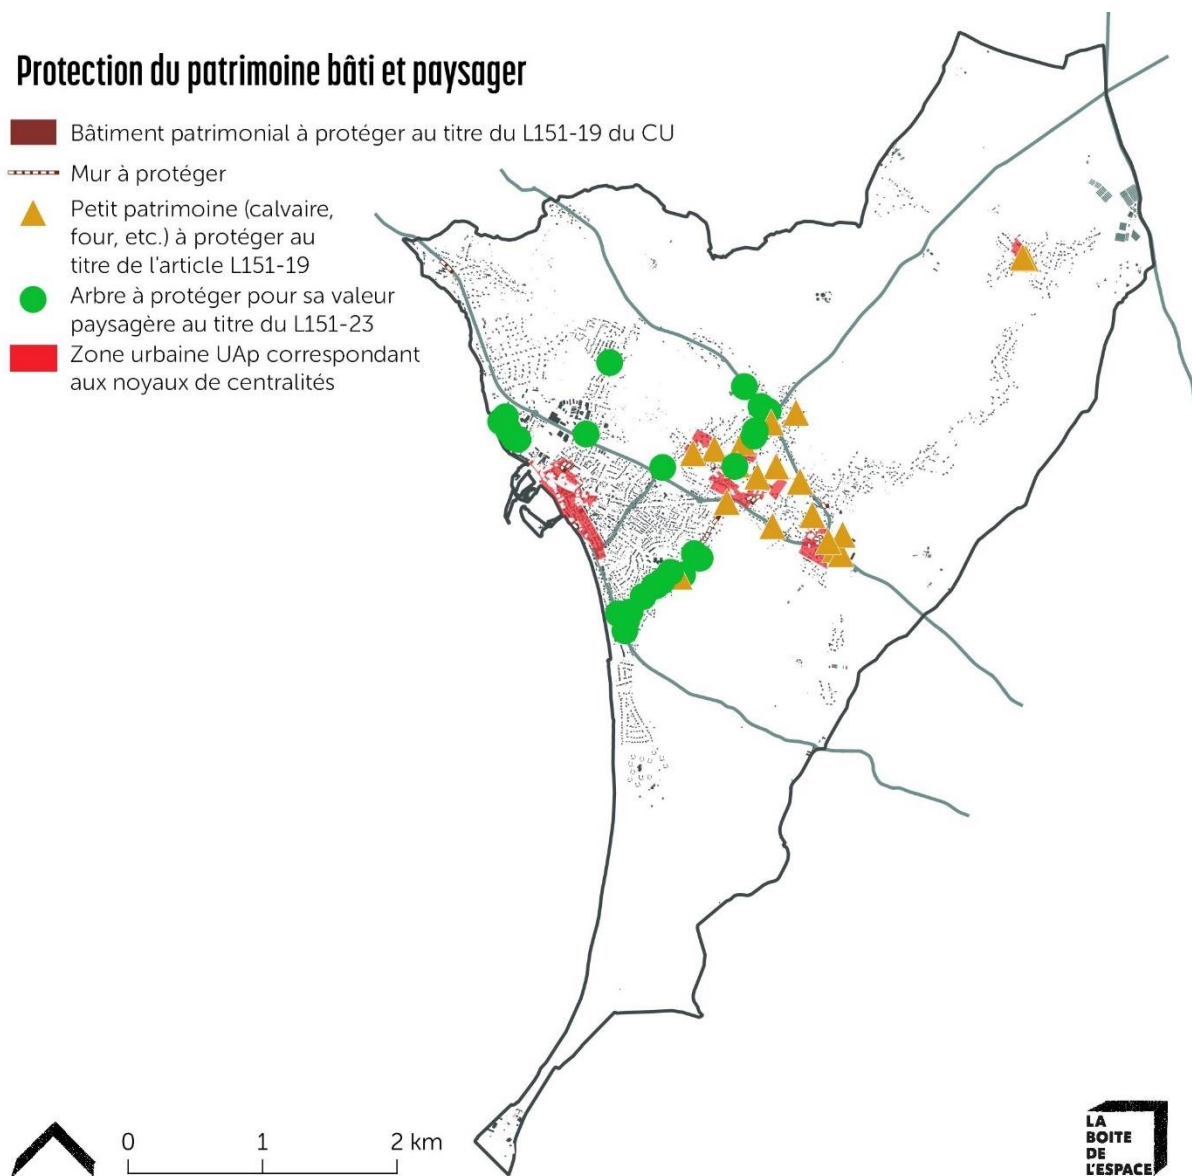 Protection du patrimoine bâti et paysager
Bâtiment patrimonial à protéger au titre du L151-19 du CU
Mur à protéger
Petit patrimoine (calvaire,
four, etc.) à protéger au
titre de l'article L151-19
Arbre à protéger pour sa valeur
paysagère au titre du L151-23
Zone urbaine UAp correspondant
aux noyaux de centralités
0 1 2 km
LA
BOITE
DE
L'ESPACE